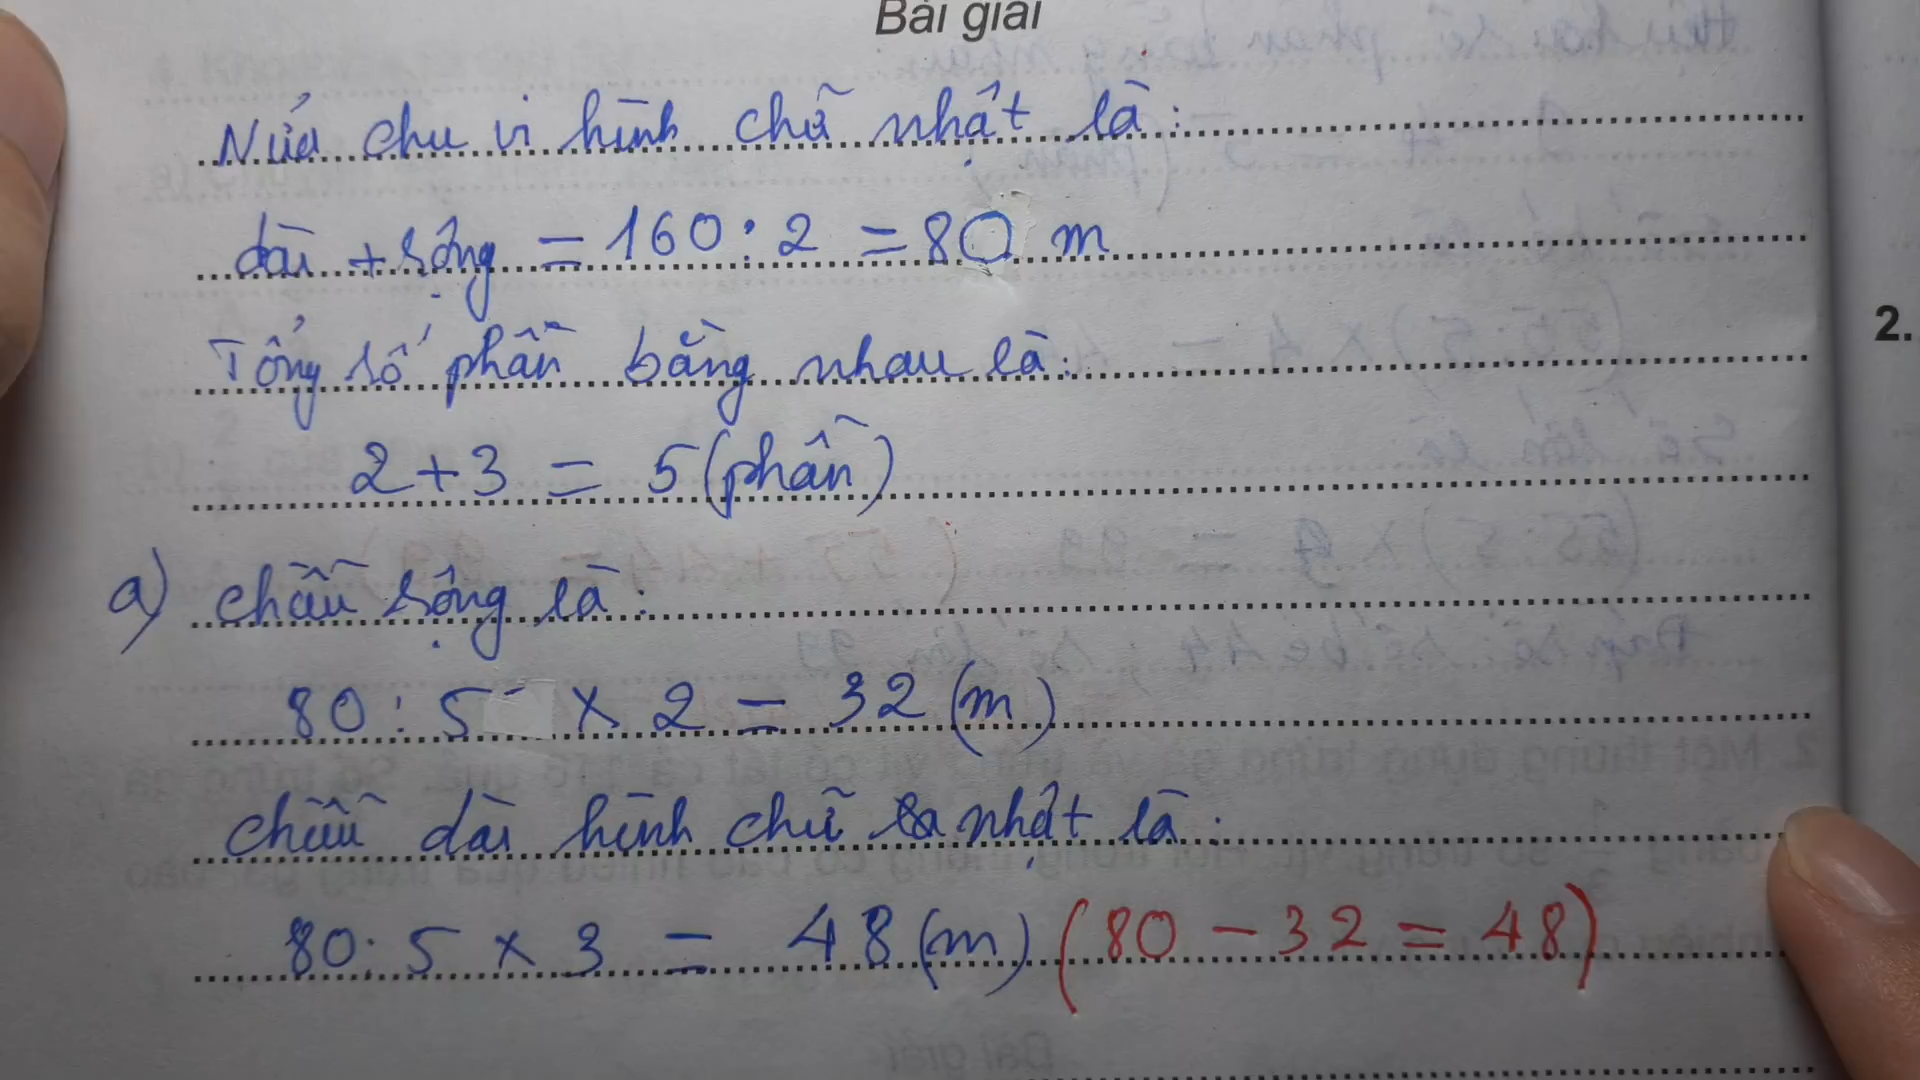 Bài giải
Nửa chu vi hình chữ nhật là:
dài + rộng = 160 : 2 = 80 m
Tổng số phần bằng nhau là:
2 + 3 = 5 (phần)
a) chiều rộng là:
80 : 5 x 2 = 32 (m)
chiều dài hình chữ nhật là:
80 : 5 x 3 = 48 (m) (80 - 32 = 48)
2.